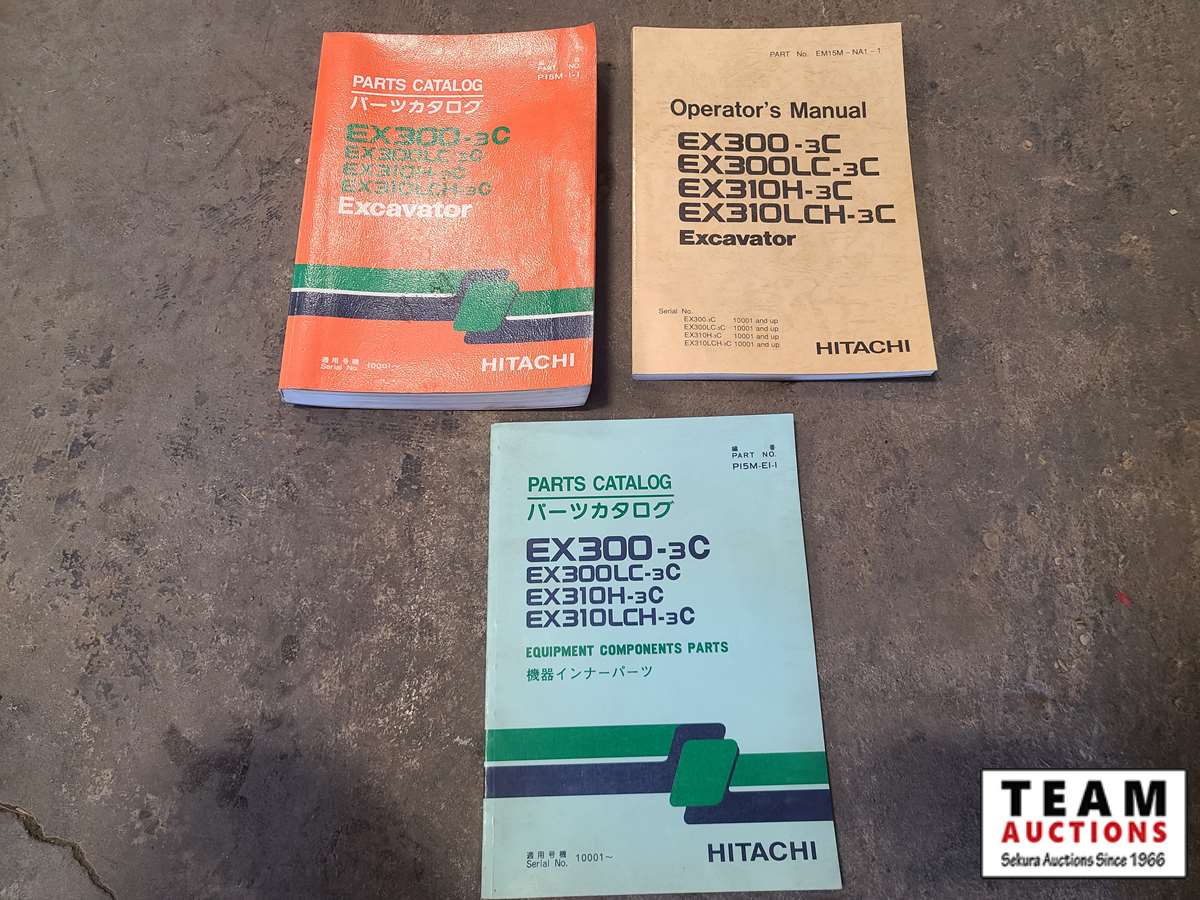 編 番
PART NO.
P15M-1-1
PARTS CATALOG
パーツカタログ
EX300-3C
EX300LC-3C
EX310H-3C
EX310LCH-3C
Excavator
適用号機
Serial No. 10001~
HITACHI
PART No. EM15M-NA1-1
Operator's Manual
EX300-3C
EX300LC-3C
EX310H-3C
EX310LCH-3C
Excavator
Serial No.
EX300-3C 10001 and up
EX300LC-3C 10001 and up
EX310H-3C 10001 and up
EX310LCH-3C 10001 and up
HITACHI
編 番
PART NO.
P15M-E1-1
PARTS CATALOG
パーツカタログ
EX300-3C
EX300LC-3C
EX310H-3C
EX310LCH-3C
EQUIPMENT COMPONENTS PARTS
機器インナーパーツ
適用号機
Serial No. 10001~
HITACHI
TEAM
AUCTIONS
Sekura Auctions Since 1966